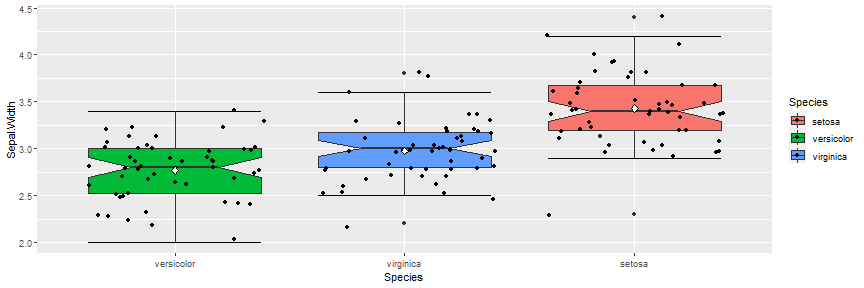 4.5
4.0
3.5
3.0
2.5
2.0
Sepal.Width
versicolor
virginica
setosa
Species
Species
setosa
versicolor
virginica